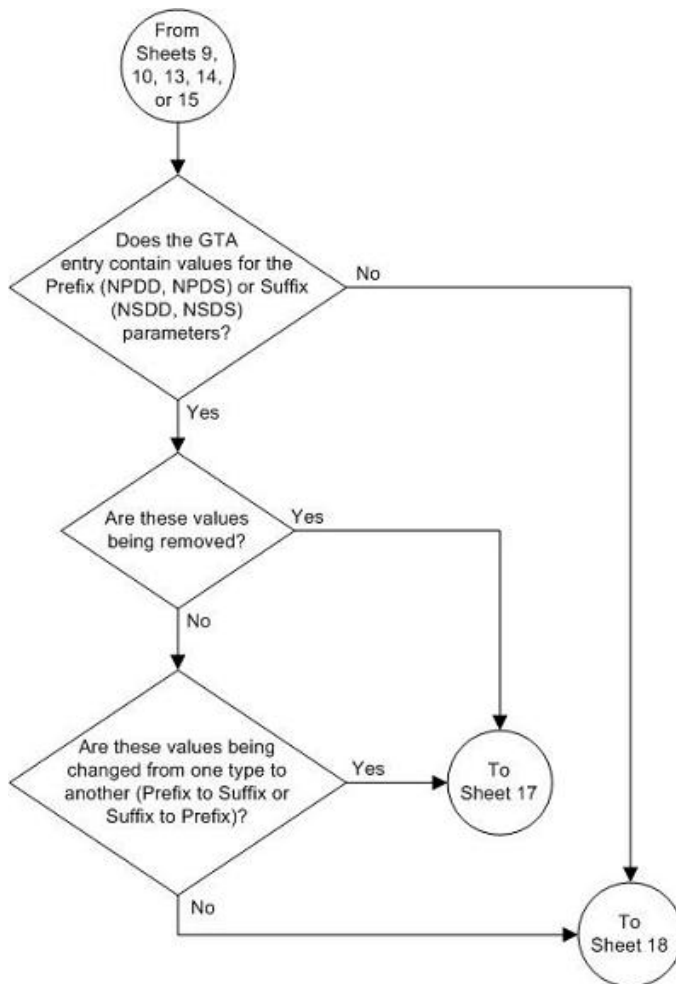 From
Sheets 9,
10, 13, 14,
or 15
Does the GTA
entry contain values for the
Prefix (NPDD, NPDS) or Suffix
(NSDD, NSDS)
parameters?
No
Yes
Are these values
being removed?
Yes
No
Are these values being
changed from one type to
another (Prefix to Suffix or
Suffix to Prefix)?
Yes
To
Sheet 17
No
To
Sheet 18